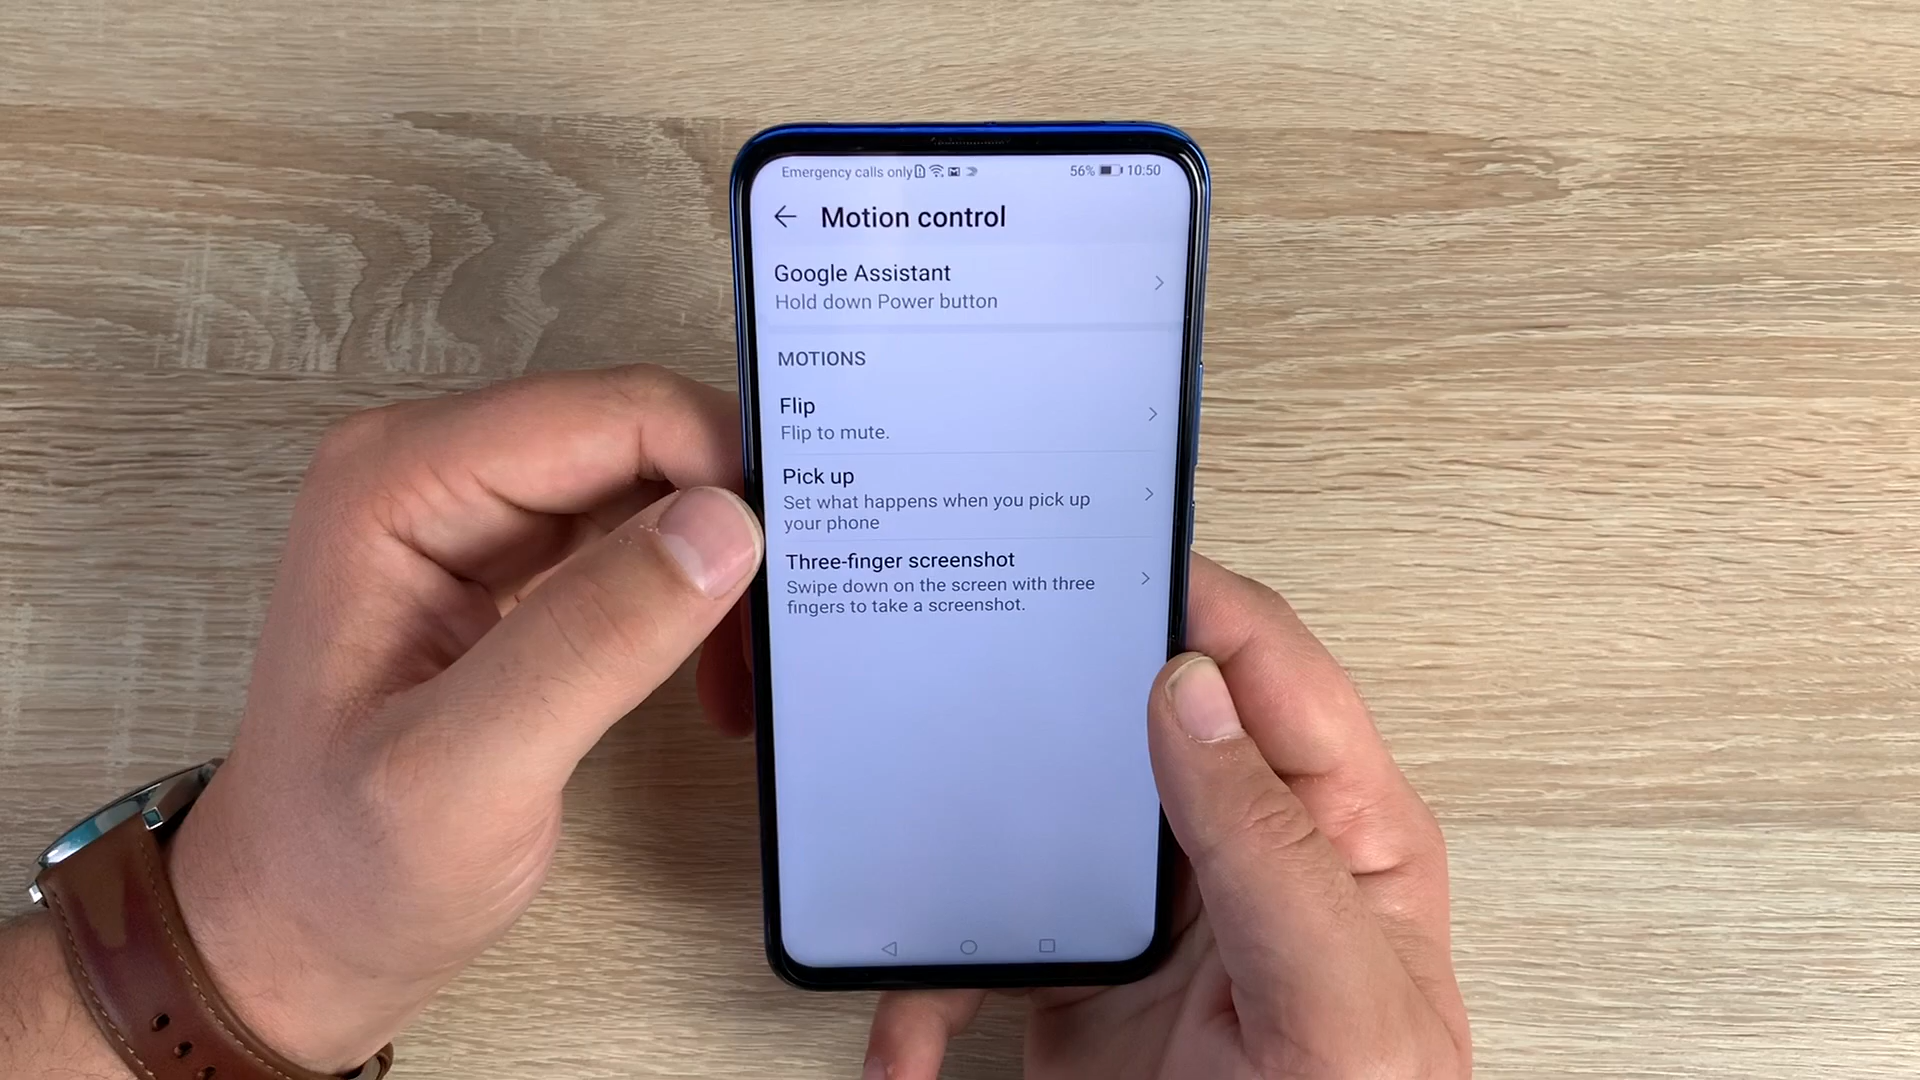 Emergency calls only 56% 10:50
Motion control
Google Assistant
Hold down Power button
MOTIONS
Flip
Flip to mute.
Pick up
Set what happens when you pick up
your phone
Three-finger screenshot
Swipe down on the screen with three
fingers to take a screenshot.